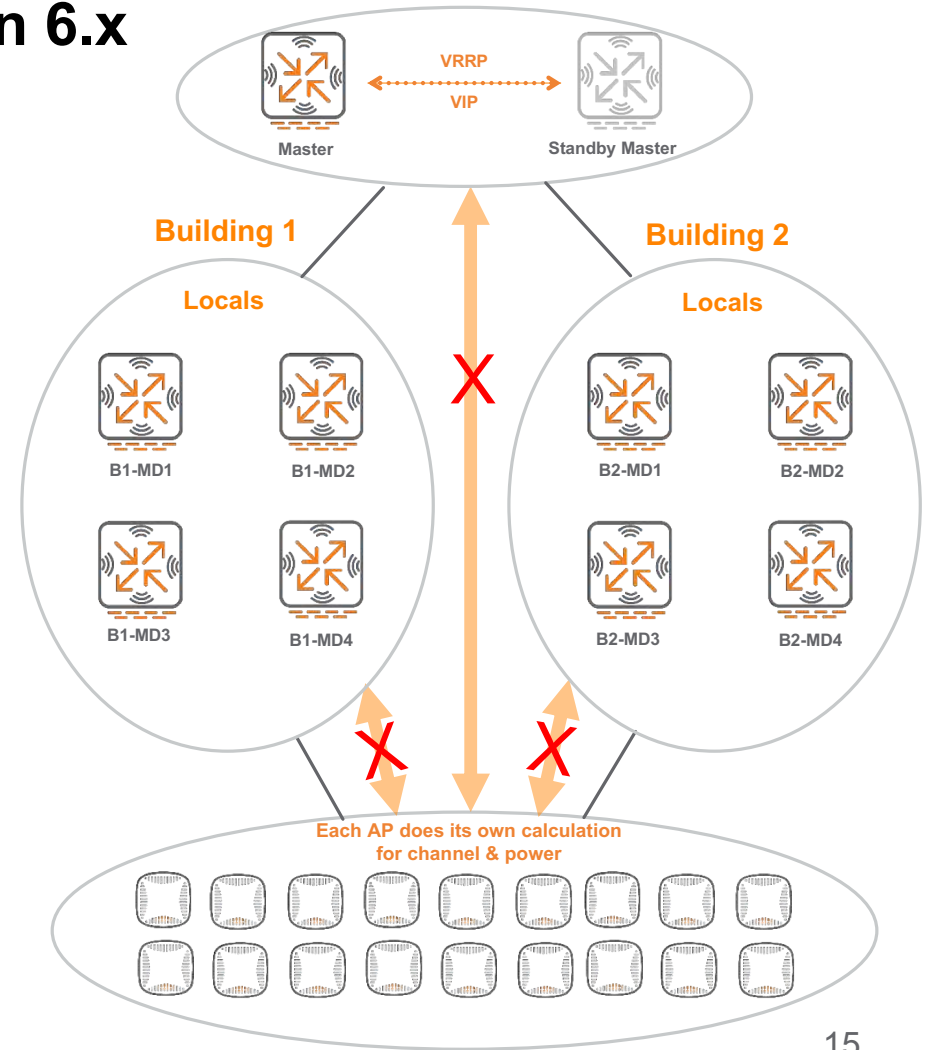 n 6.x
VRRP
VIP
Master
Standby Master
Building 1
Building 2
Locals
Locals
X
B1-MD1
B1-MD2
B2-MD1
B2-MD2
B1-MD3
B1-MD4
B2-MD3
B2-MD4
X
X
Each AP does its own calculation
for channel & power
15